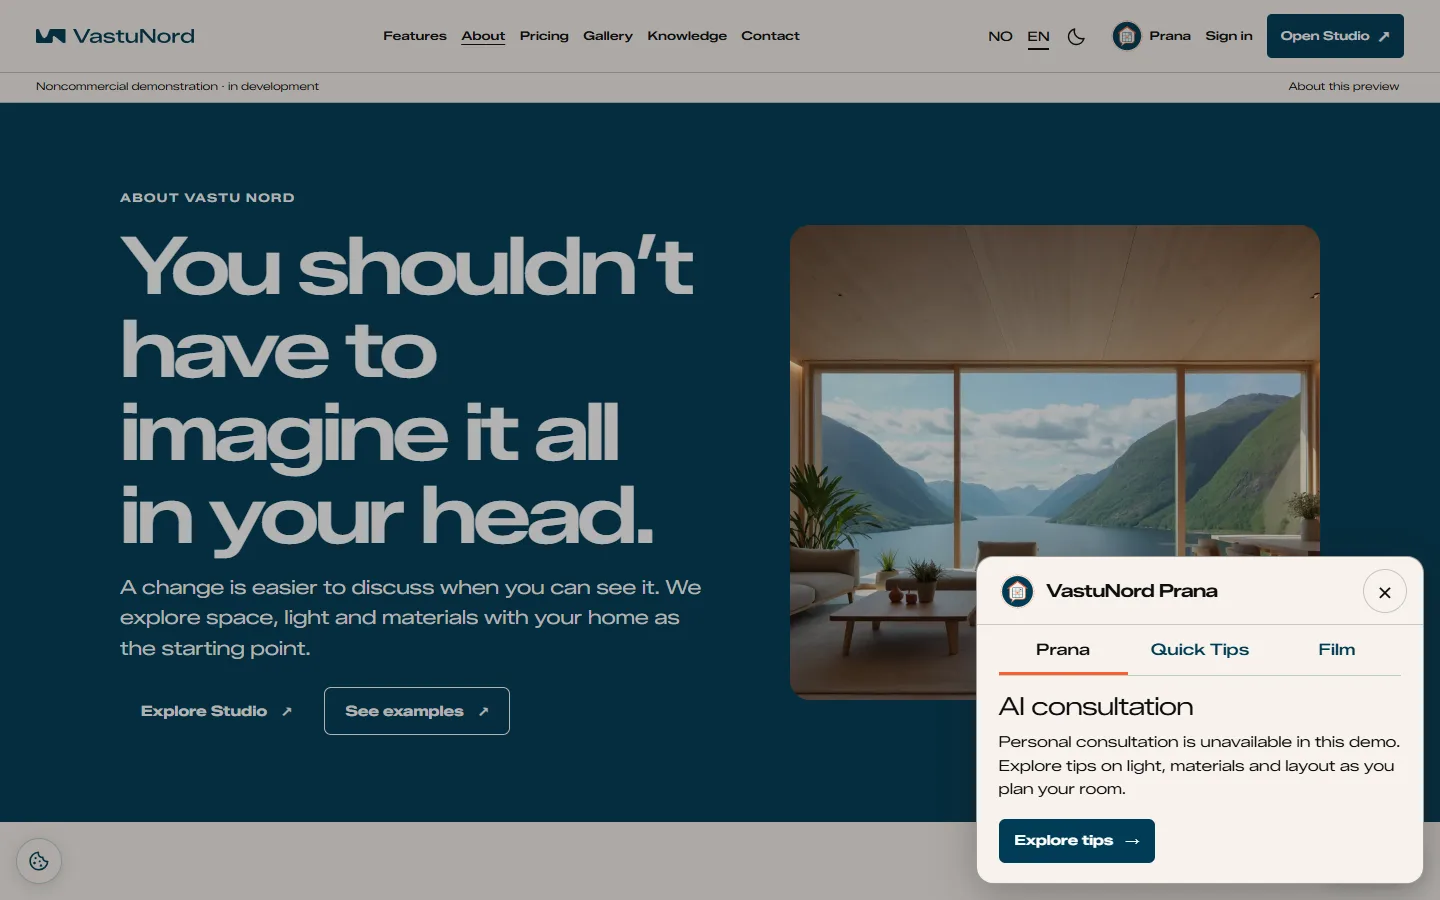 VastuNord
Features About Pricing Gallery Knowledge Contact
NO EN
Prana Sign in Open Studio ↗
Noncommercial demonstration · in development
About this preview
ABOUT VASTU NORD
You shouldn’t
have to
imagine it all
in your head.
A change is easier to discuss when you can see it. We
explore space, light and materials with your home as
the starting point.
Explore Studio ↗ See examples ↗
VastuNord Prana
Prana Quick Tips Film
AI consultation
Personal consultation is unavailable in this demo.
Explore tips on light, materials and layout as you
plan your room.
Explore tips →